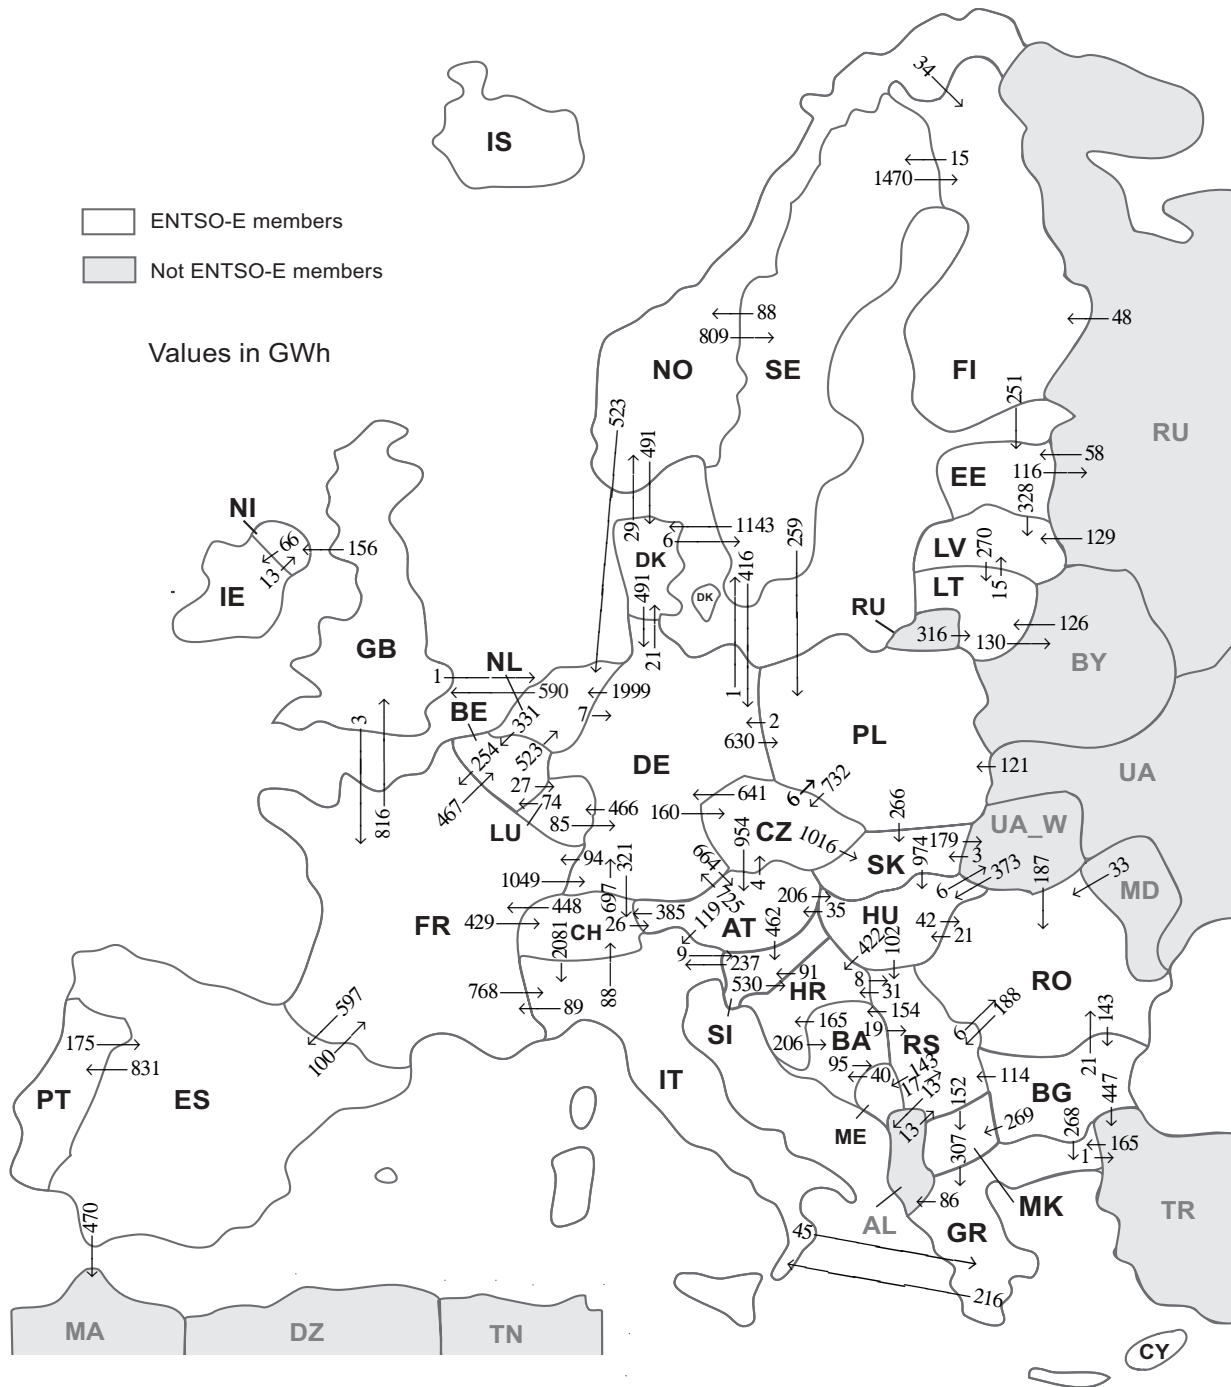 34
IS
15
1470
ENTSO-E members
Not ENTSO-E members
88
48
809
Values in GWh
NO
SE
FI
251
523
491
RU
58
EE
116
328
NI
29
1143
259
66
156
6
270
LV
129
13
DK
416
IE
491
15
LT
DK
RU
126
316
130
GB
21
BY
NL
1
590
1999
1
BE
331
7
3
2
630
PL
254
523
DE
121
UA
732
6
27
641
266
467
74
466
160
UA_W
816
LU
85
CZ
954
1016
179
94
321
664
SK
974
3
373
187
33
1049
4
6
MD
697
725
206
448
385
119
35
HU
42
FR
429
26
CH
AT
462
422
102
21
2081
9
237
91
8
RO
768
88
530
HR
31
89
154
597
SI
165
19
6
188
143
175
100
206
BA
RS
831
IT
95
143
21
40
17
13
114
PT
ES
152
BG
447
ME
13
269
268
307
165
1
470
86
MK
AL
TR
45
GR
216
MA
DZ
TN
CY